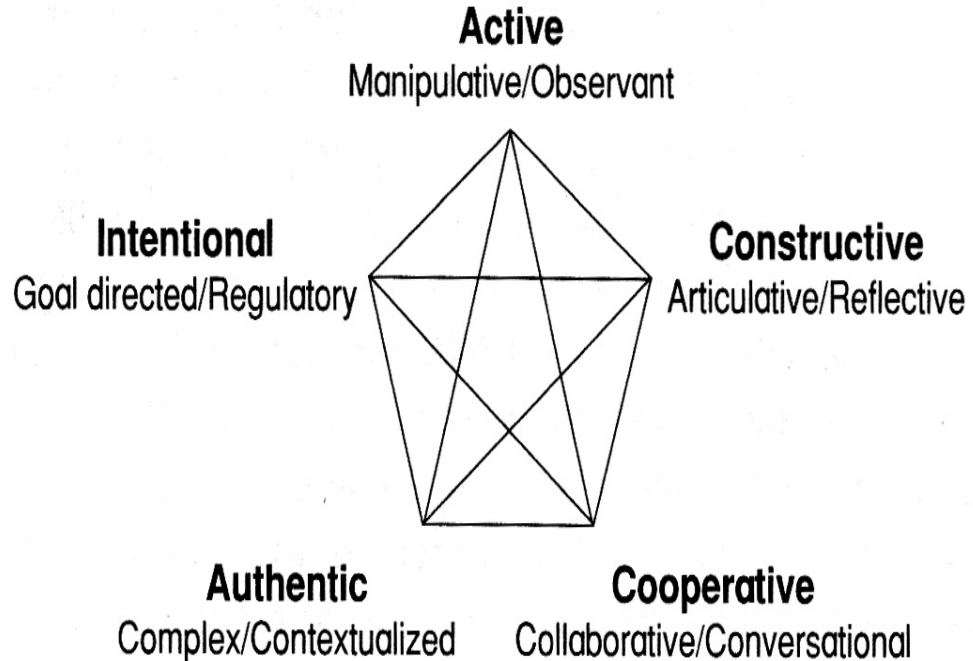 Active
Manipulative/Observant
Intentional
Goal directed/Regulatory
Constructive
Articulative/Reflective
Authentic
Complex/Contextualized
Cooperative
Collaborative/Conversational